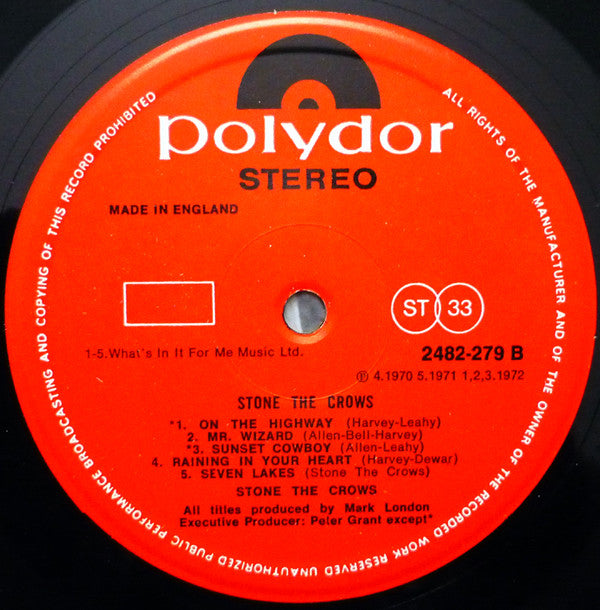 polydor
STEREO
MADE IN ENGLAND
ST 33
1-5.What's In It For Me Music Ltd.
2482-279 B
℗ 4.1970 5.1971 1,2,3.1972
STONE THE CROWS
*1. ON THE HIGHWAY (Harvey-Leahy)
2. MR. WIZARD (Allen-Bell-Harvey)
*3. SUNSET COWBOY (Allen-Leahy)
4. RAINING IN YOUR HEART (Harvey-Dewar)
5. SEVEN LAKES (Stone The Crows)
STONE THE CROWS
All titles produced by Mark London
Executive Producer: Peter Grant except*
ALL RIGHTS OF THE MANUFACTURER AND OF THE OWNER OF THE RECORDED WORK RESERVED UNAUTHORIZED PUBLIC PERFORMANCE BROADCASTING AND COPYING OF THIS RECORD PROHIBITED